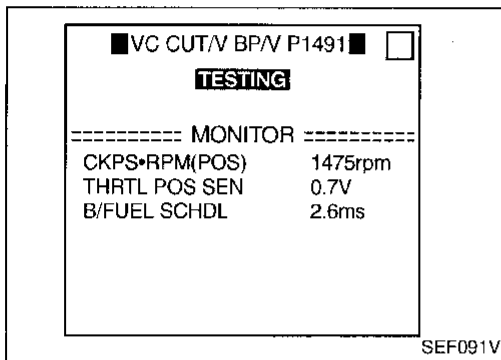 ■VC CUT/V BP/V P1491■ □
TESTING
========== MONITOR ==========
CKPS•RPM(POS) 1475rpm
THRTL POS SEN 0.7V
B/FUEL SCHDL 2.6ms
SEF091V